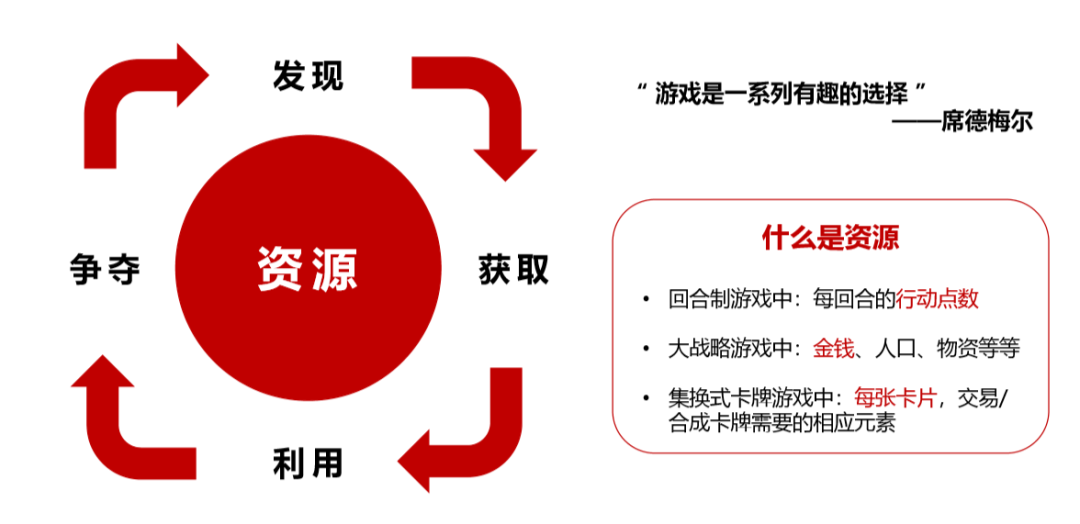 发现
获取
利用
争夺
资源
“ 游戏是一系列有趣的选择 ”
——席德梅尔
什么是资源
• 回合制游戏中：每回合的行动点数
• 大战略游戏中：金钱、人口、物资等等
• 集换式卡牌游戏中：每张卡片，交易/
合成卡牌需要的相应元素